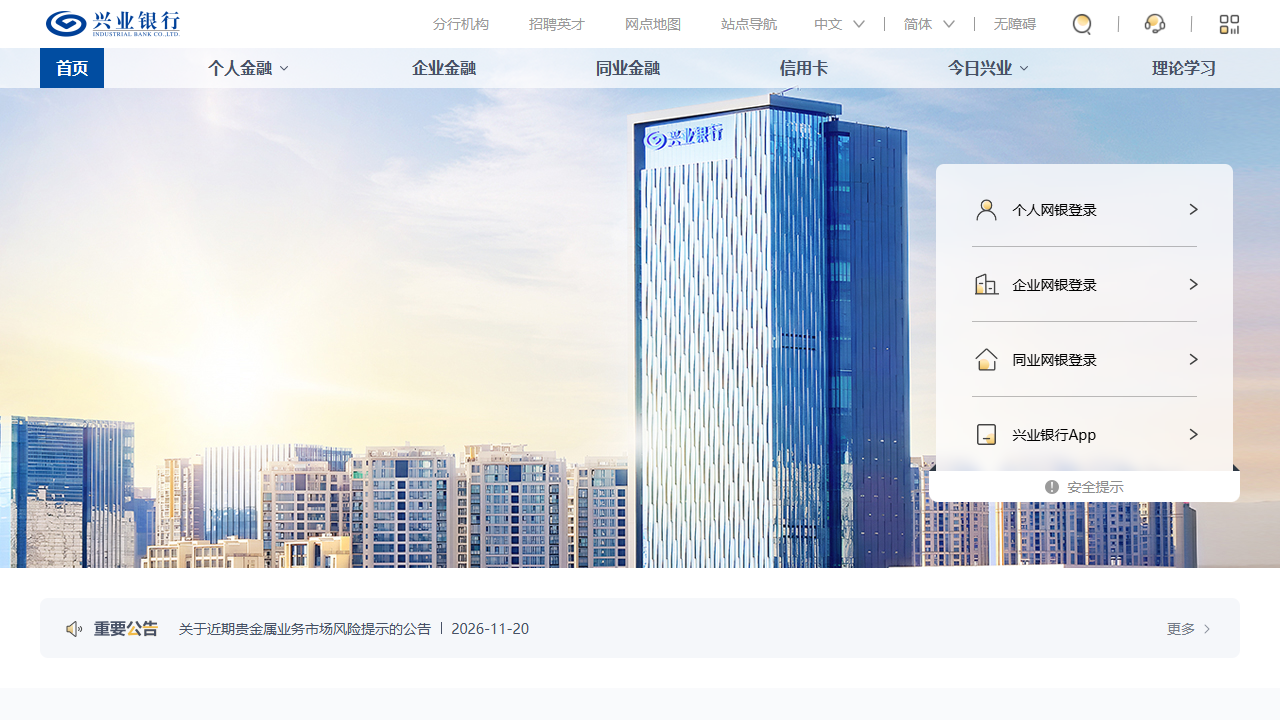 兴业银行
INDUSTRIAL BANK CO.,LTD.
分行机构 招聘英才 网点地图 站点导航 中文 简体 无障碍
首页 个人金融 企业金融 同业金融 信用卡 今日兴业 理论学习
兴业银行
个人网银登录
企业网银登录
同业网银登录
兴业银行App
安全提示
重要公告 关于近期贵金属业务市场风险提示的公告 2026-11-20 更多